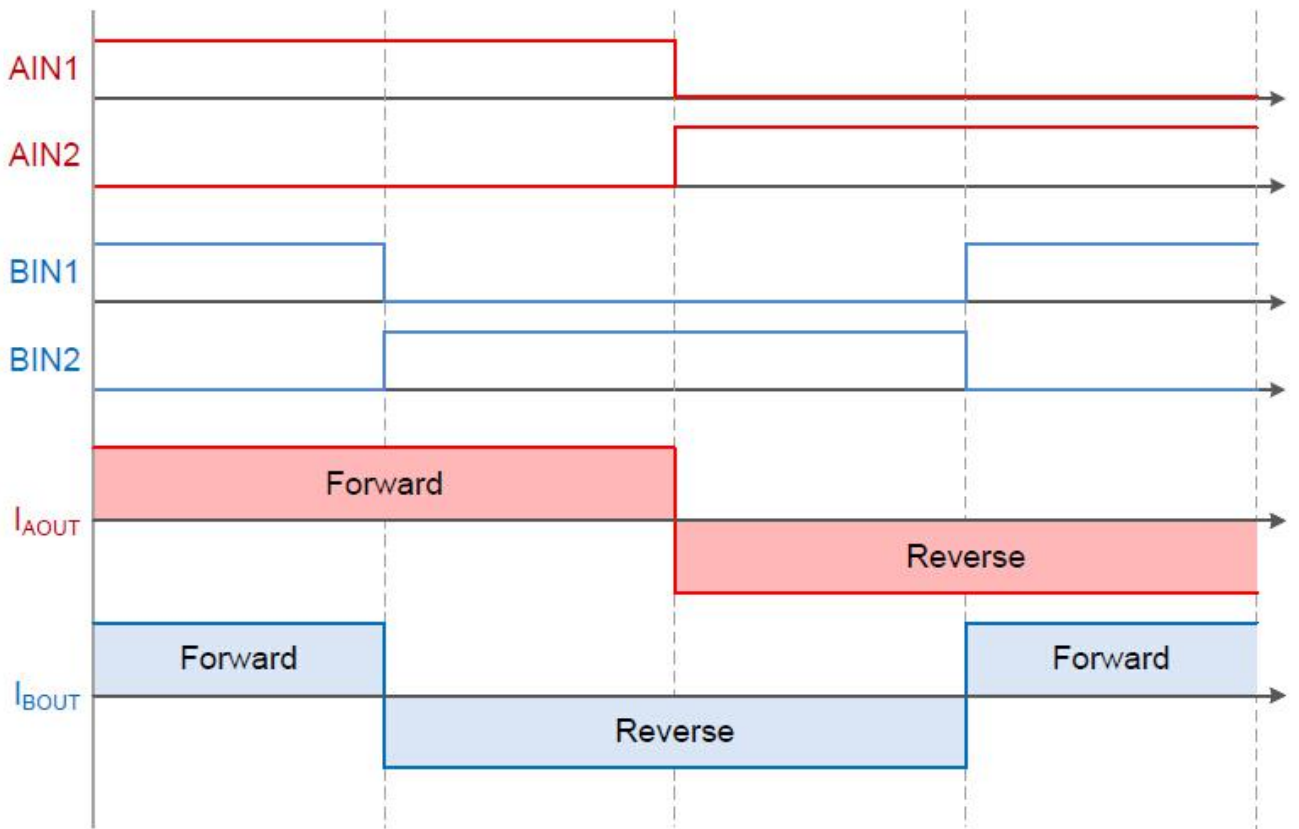 AIN1
AIN2
BIN1
BIN2
Forward
IAOUT
Reverse
Forward
Forward
IBOUT
Reverse